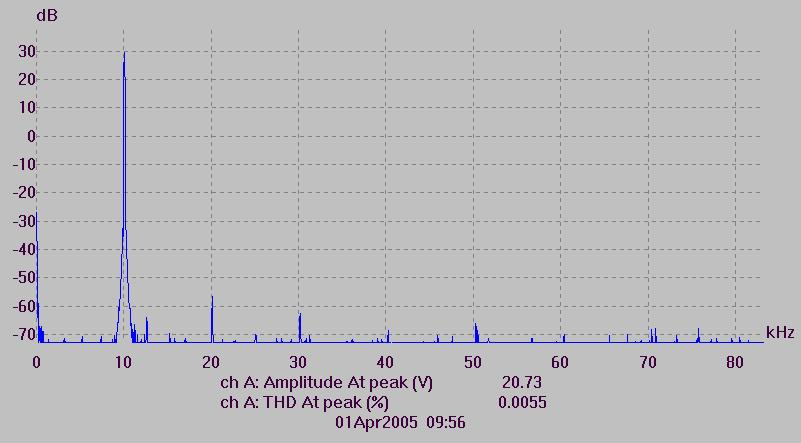 dB
30
20
10
0
-10
-20
-30
-40
-50
-60
-70
0 10 20 30 40 50 60 70 80 kHz
ch A: Amplitude At peak (V) 20.73
ch A: THD At peak (%) 0.0055
01Apr2005 09:56